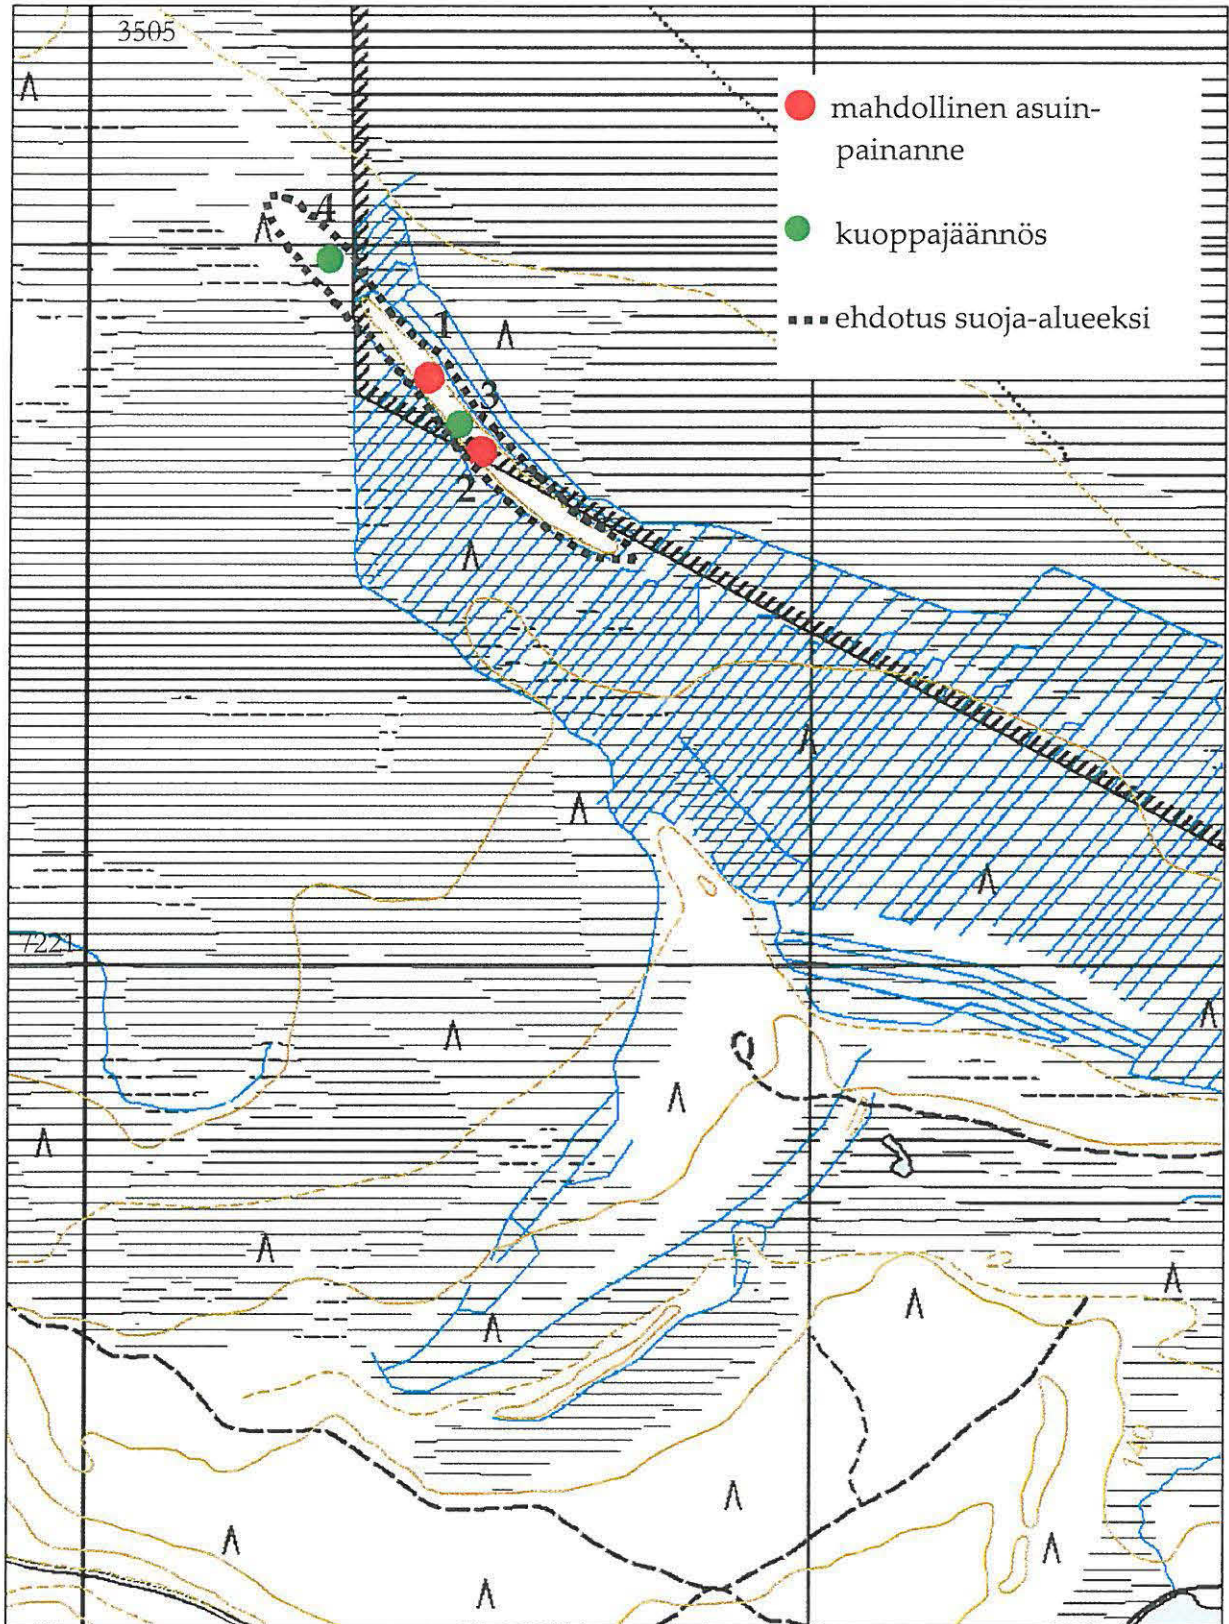 3505
mahdollinen asuin-
painanne
kuoppajäännös
ehdotus suoja-alueeksi
4
1
3
2
7221
140